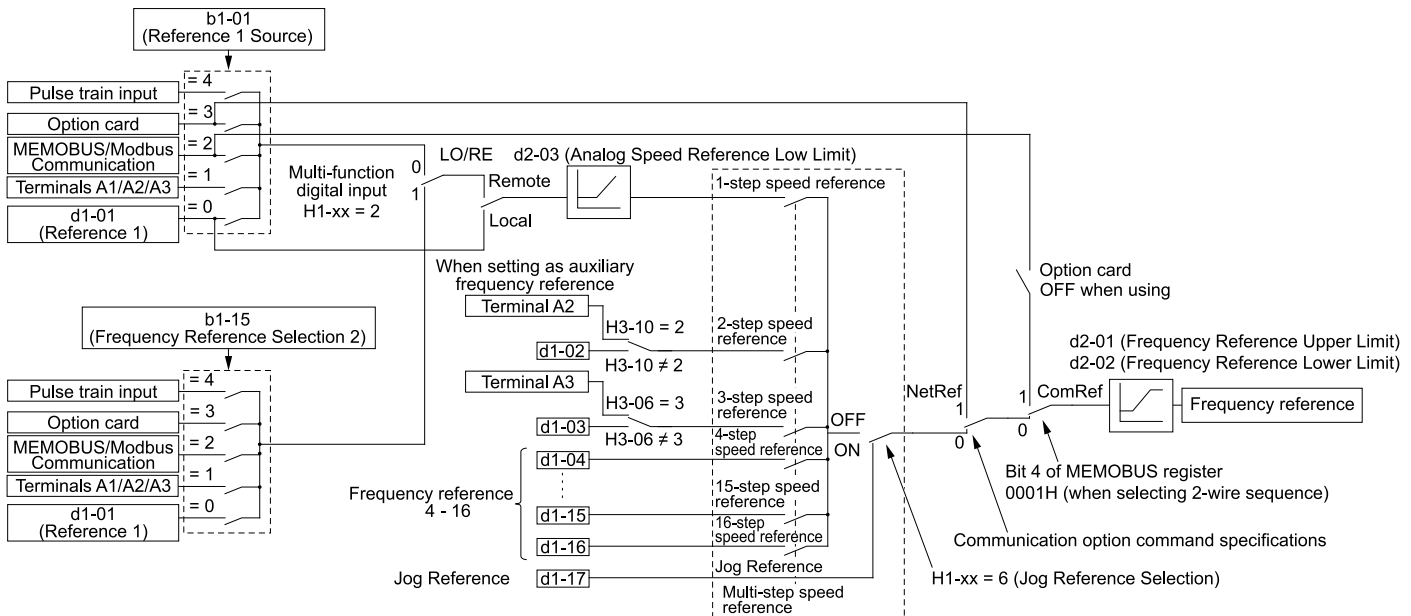 b1-01
(Reference 1 Source)
= 4
Pulse train input
= 3
Option card
= 2
MEMOBUS/Modbus
Communication
= 1
Terminals A1/A2/A3
= 0
d1-01
(Reference 1)
Multi-function
digital input
H1-xx = 2
0
1
LO/RE
Remote
Local
d2-03 (Analog Speed Reference Low Limit)
1-step speed reference
When setting as auxiliary
frequency reference
Terminal A2
H3-10 = 2
d1-02
H3-10 ≠ 2
2-step speed
reference
Terminal A3
H3-06 = 3
d1-03
H3-06 ≠ 3
3-step speed
reference
4-step
speed reference
d1-04
Frequency reference
4 - 16
d1-15
15-step speed
reference
d1-16
16-step
speed reference
Jog Reference
d1-17
Jog Reference
Multi-step speed
reference
b1-15
(Frequency Reference Selection 2)
= 4
Pulse train input
= 3
Option card
= 2
MEMOBUS/Modbus
Communication
= 1
Terminals A1/A2/A3
= 0
d1-01
(Reference 1)
OFF
ON
NetRef
1
0
Option card
OFF when using
1
0
ComRef
d2-01 (Frequency Reference Upper Limit)
d2-02 (Frequency Reference Lower Limit)
Frequency reference
Bit 4 of MEMOBUS register
0001H (when selecting 2-wire sequence)
Communication option command specifications
H1-xx = 6 (Jog Reference Selection)